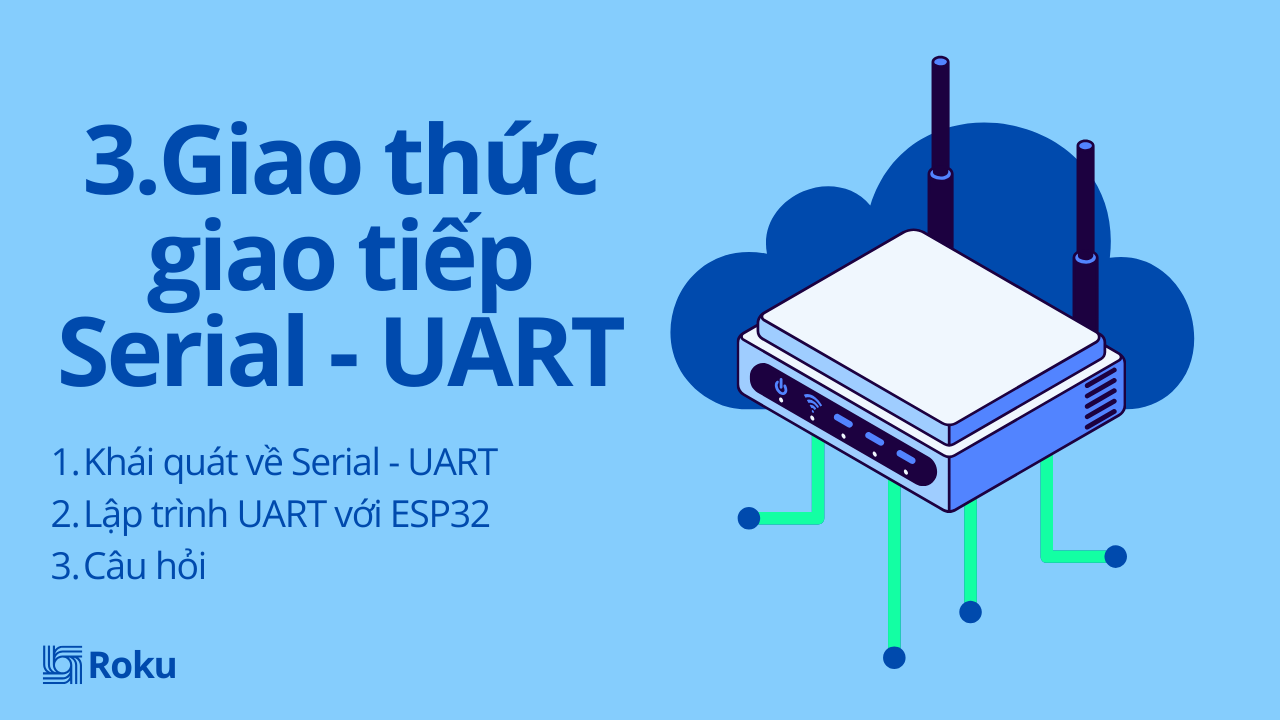 3.Giao thức
giao tiếp
Serial - UART
1. Khái quát về Serial - UART
2. Lập trình UART với ESP32
3. Câu hỏi
Roku